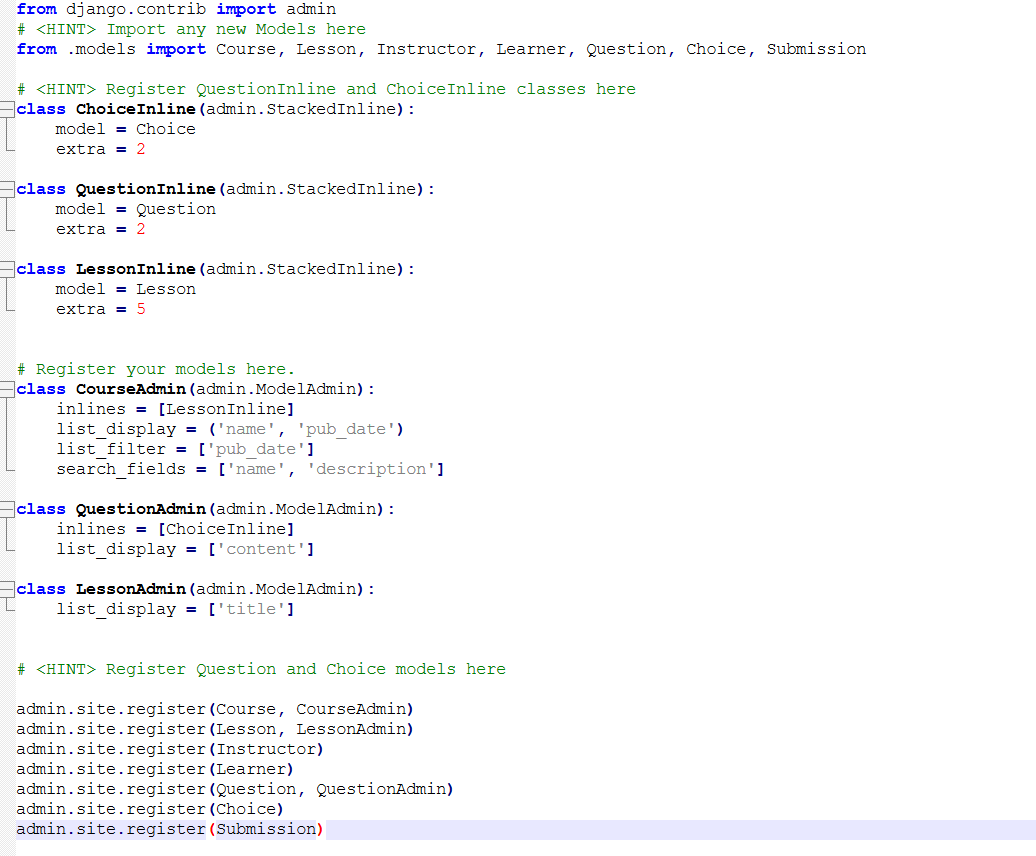 from django.contrib import admin
# <HINT> Import any new Models here
from .models import Course, Lesson, Instructor, Learner, Question, Choice, Submission
# <HINT> Register QuestionInline and ChoiceInline classes here
class ChoiceInline(admin.StackedInline):
    model = Choice
    extra = 2
class QuestionInline(admin.StackedInline):
    model = Question
    extra = 2
class LessonInline(admin.StackedInline):
    model = Lesson
    extra = 5
# Register your models here.
class CourseAdmin(admin.ModelAdmin):
    inlines = [LessonInline]
    list_display = ('name', 'pub_date')
    list_filter = ['pub_date']
    search_fields = ['name', 'description']
class QuestionAdmin(admin.ModelAdmin):
    inlines = [ChoiceInline]
    list_display = ['content']
class LessonAdmin(admin.ModelAdmin):
    list_display = ['title']
# <HINT> Register Question and Choice models here
admin.site.register(Course, CourseAdmin)
admin.site.register(Lesson, LessonAdmin)
admin.site.register(Instructor)
admin.site.register(Learner)
admin.site.register(Question, QuestionAdmin)
admin.site.register(Choice)
admin.site.register(Submission)